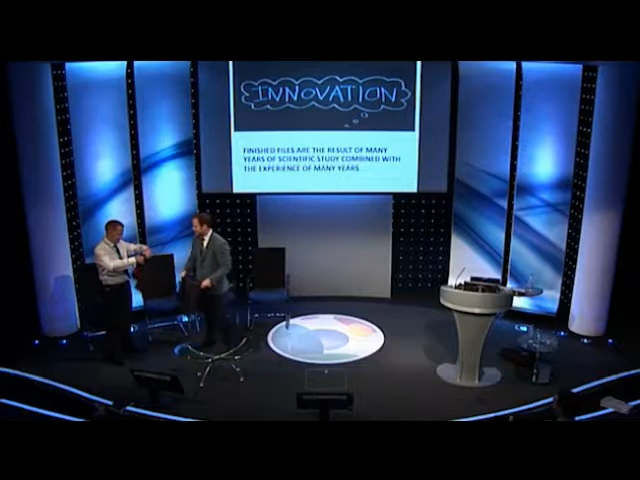 INNOVATION
FINISHED FILES ARE THE RESULT OF MANY
YEARS OF SCIENTIFIC STUDY COMBINED WITH
THE EXPERIENCE OF MANY YEARS